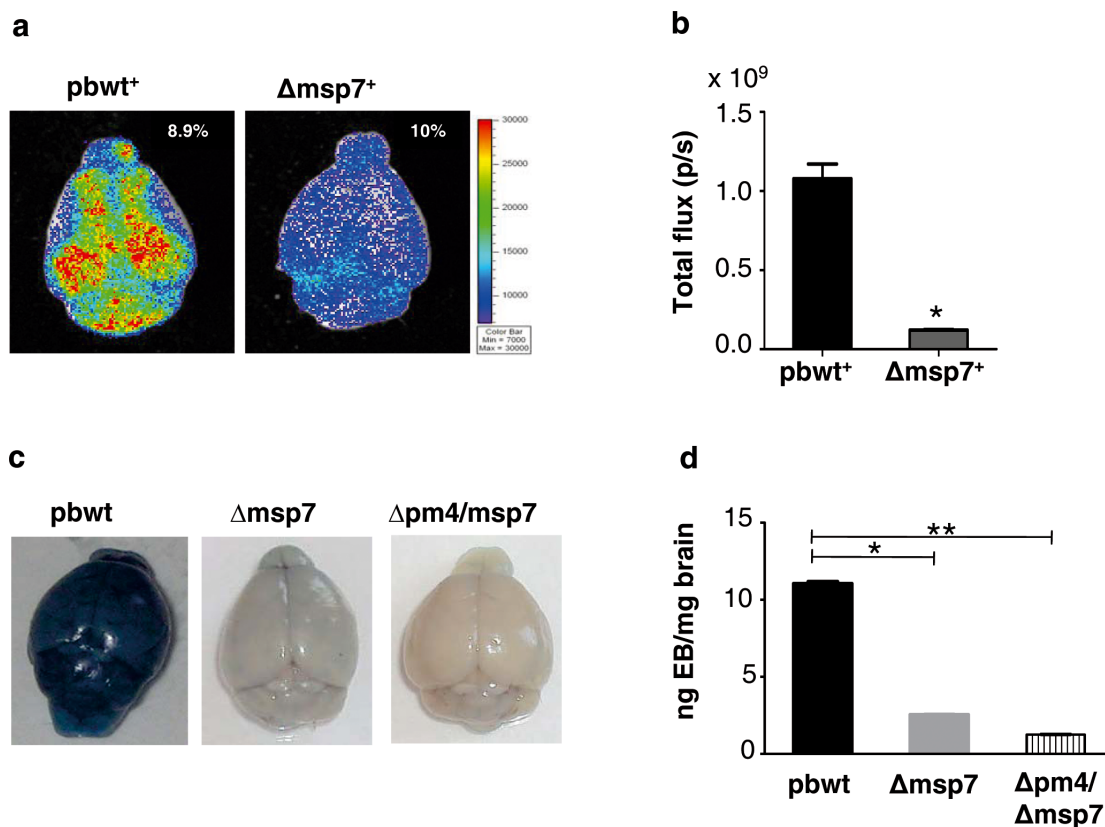 a
pbwt⁺
Δmsp7⁺
8.9%
10%
30000
25000
20000
15000
10000
Color Bar
Min = 7000
Max = 30000
b
x 10⁹
Total flux (p/s)
1.5
1.0
0.5
0.0
*
pbwt⁺
Δmsp7⁺
c
pbwt
Δmsp7
Δpm4/msp7
d
ng EB/mg brain
15
10
5
0
**
*
pbwt
Δmsp7
Δpm4/
Δmsp7